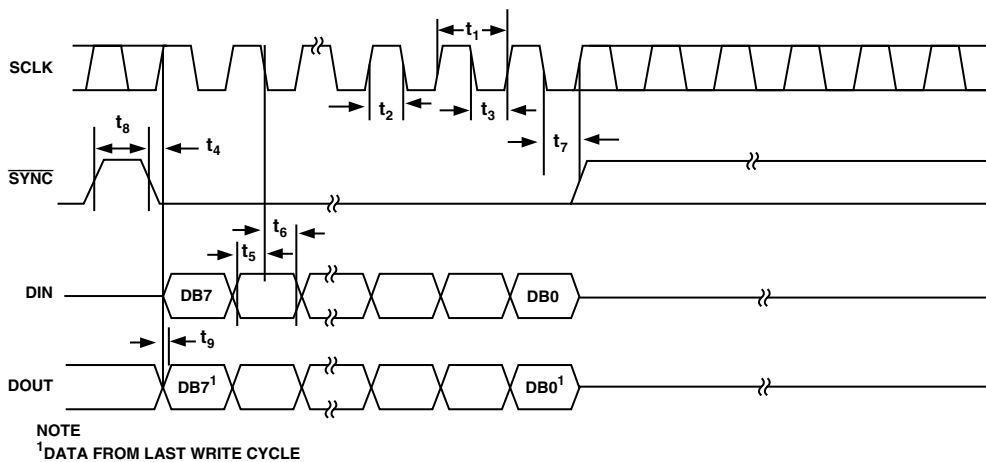 t1
SCLK
t2
t3
t8
t4
t7
SYNC
t6
t5
DIN
DB7
DB0
t9
DOUT
DB7¹
DB0¹
NOTE
¹DATA FROM LAST WRITE CYCLE